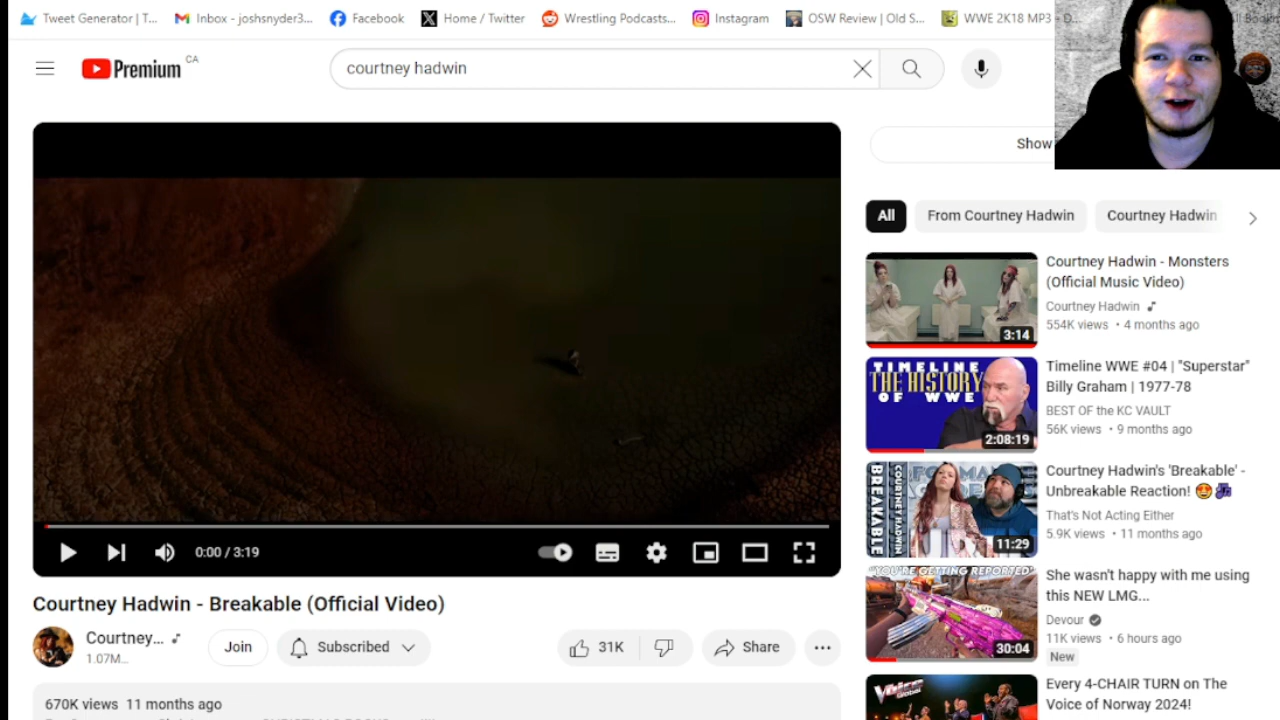 Tweet Generator | T...
Inbox - joshsnyder3...
Facebook
Home / Twitter
Wrestling Podcasts...
Instagram
OSW Review | Old S...
WWE 2K18 MP3 - D...
Premium CA
courtney hadwin
Show
All
From Courtney Hadwin
Courtney Hadwin
0:00 / 3:19
Courtney Hadwin - Breakable (Official Video)
Courtney...
1.07M...
Join
Subscribed
31K
Share
670K views 11 months ago
3:14
Courtney Hadwin - Monsters
(Official Music Video)
Courtney Hadwin
554K views • 4 months ago
TIMELINE
THE HISTORY
OF WWE
2:08:19
Timeline WWE #04 | "Superstar"
Billy Graham | 1977-78
BEST OF the KC VAULT
56K views • 9 months ago
BREAKABLE
COURTNEY HADWIN
11:29
Courtney Hadwin's 'Breakable' -
Unbreakable Reaction! 😍🎶
That's Not Acting Either
5.9K views • 11 months ago
"YOU'RE GETTING REPORTED"
30:04
She wasn't happy with me using
this NEW LMG...
Devour
11K views • 6 hours ago
New
Voice
Global
Every 4-CHAIR TURN on The
Voice of Norway 2024!